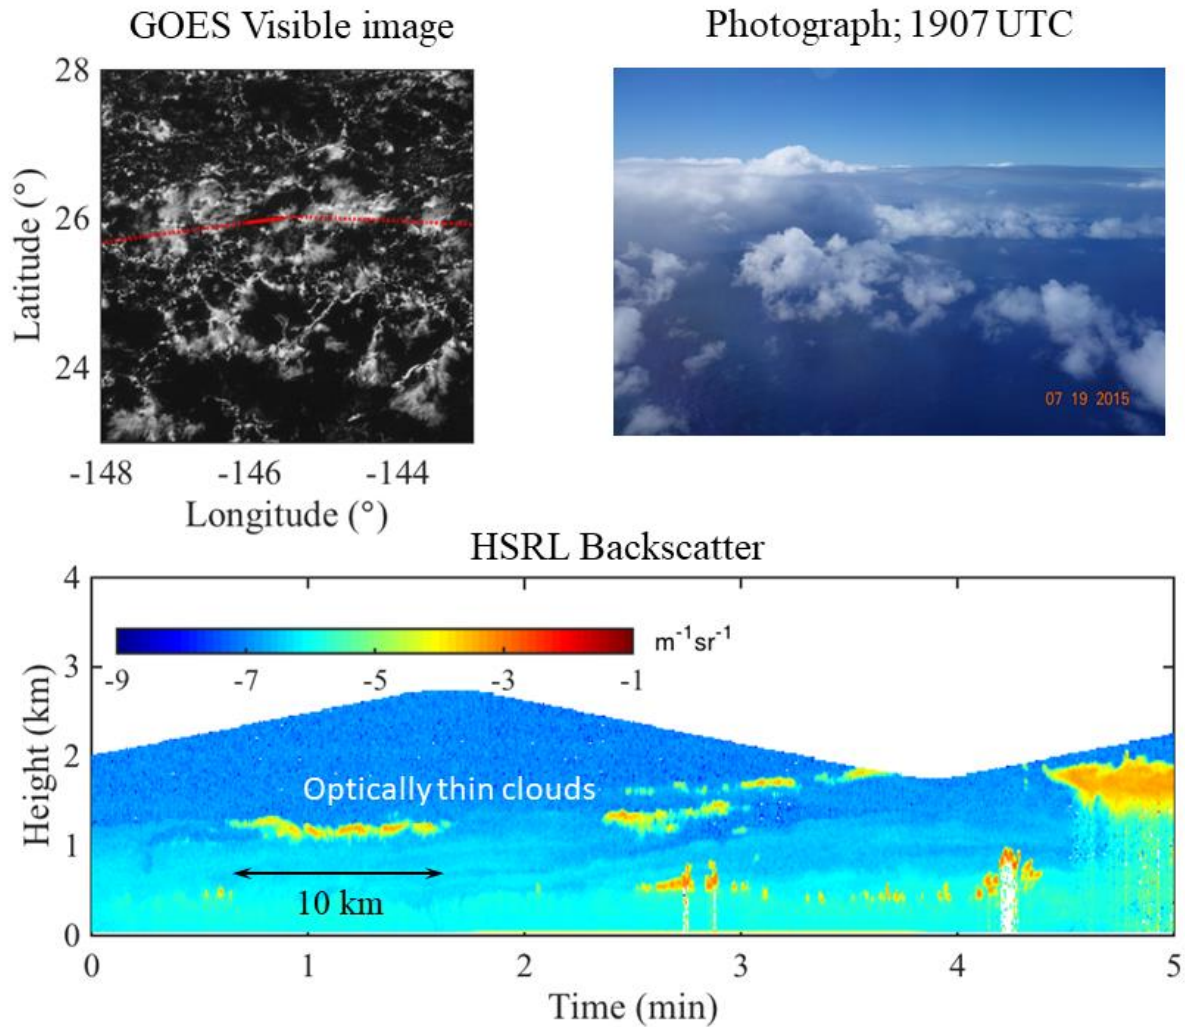 GOES Visible image
Photograph; 1907 UTC
28
26
24
Latitude (°)
-148 -146 -144
Longitude (°)
07 19 2015
HSRL Backscatter
4
3
2
1
0
Height (km)
-9 -7 -5 -3 -1
m⁻¹sr⁻¹
Optically thin clouds
10 km
0 1 2 3 4 5
Time (min)